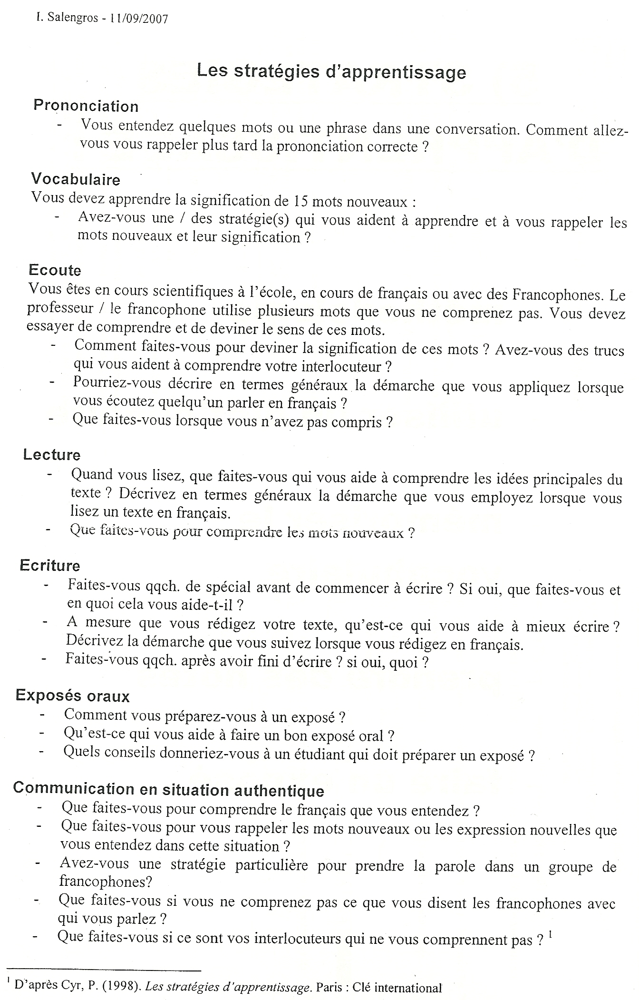 I. Salengros - 11/09/2007
Les stratégies d'apprentissage
Prononciation
- Vous entendez quelques mots ou une phrase dans une conversation. Comment allez-
vous vous rappeler plus tard la prononciation correcte ?
Vocabulaire
Vous devez apprendre la signification de 15 mots nouveaux :
- Avez-vous une / des stratégie(s) qui vous aident à apprendre et à vous rappeler les
mots nouveaux et leur signification ?
Ecoute
Vous êtes en cours scientifiques à l'école, en cours de français ou avec des Francophones. Le
professeur / le francophone utilise plusieurs mots que vous ne comprenez pas. Vous devez
essayer de comprendre et de deviner le sens de ces mots.
- Comment faites-vous pour deviner la signification de ces mots ? Avez-vous des trucs
qui vous aident à comprendre votre interlocuteur ?
- Pourriez-vous décrire en termes généraux la démarche que vous appliquez lorsque
vous écoutez quelqu'un parler en français ?
- Que faites-vous lorsque vous n'avez pas compris ?
Lecture
- Quand vous lisez, que faites-vous qui vous aide à comprendre les idées principales du
texte ? Décrivez en termes généraux la démarche que vous employez lorsque vous
lisez un texte en français.
- Que faites-vous pour comprendre les mots nouveaux ?
Ecriture
- Faites-vous qqch. de spécial avant de commencer à écrire ? Si oui, que faites-vous et
en quoi cela vous aide-t-il ?
- A mesure que vous rédigez votre texte, qu'est-ce qui vous aide à mieux écrire ?
Décrivez la démarche que vous suivez lorsque vous rédigez en français.
- Faites-vous qqch. après avoir fini d'écrire ? si oui, quoi ?
Exposés oraux
- Comment vous préparez-vous à un exposé ?
- Qu'est-ce qui vous aide à faire un bon exposé oral ?
- Quels conseils donneriez-vous à un étudiant qui doit préparer un exposé ?
Communication en situation authentique
- Que faites-vous pour comprendre le français que vous entendez ?
- Que faites-vous pour vous rappeler les mots nouveaux ou les expression nouvelles que
vous entendez dans cette situation ?
- Avez-vous une stratégie particulière pour prendre la parole dans un groupe de
francophones?
- Que faites-vous si vous ne comprenez pas ce que vous disent les francophones avec
qui vous parlez ?
- Que faites-vous si ce sont vos interlocuteurs qui ne vous comprennent pas ? 1
1 D'après Cyr, P. (1998). Les stratégies d'apprentissage. Paris : Clé international